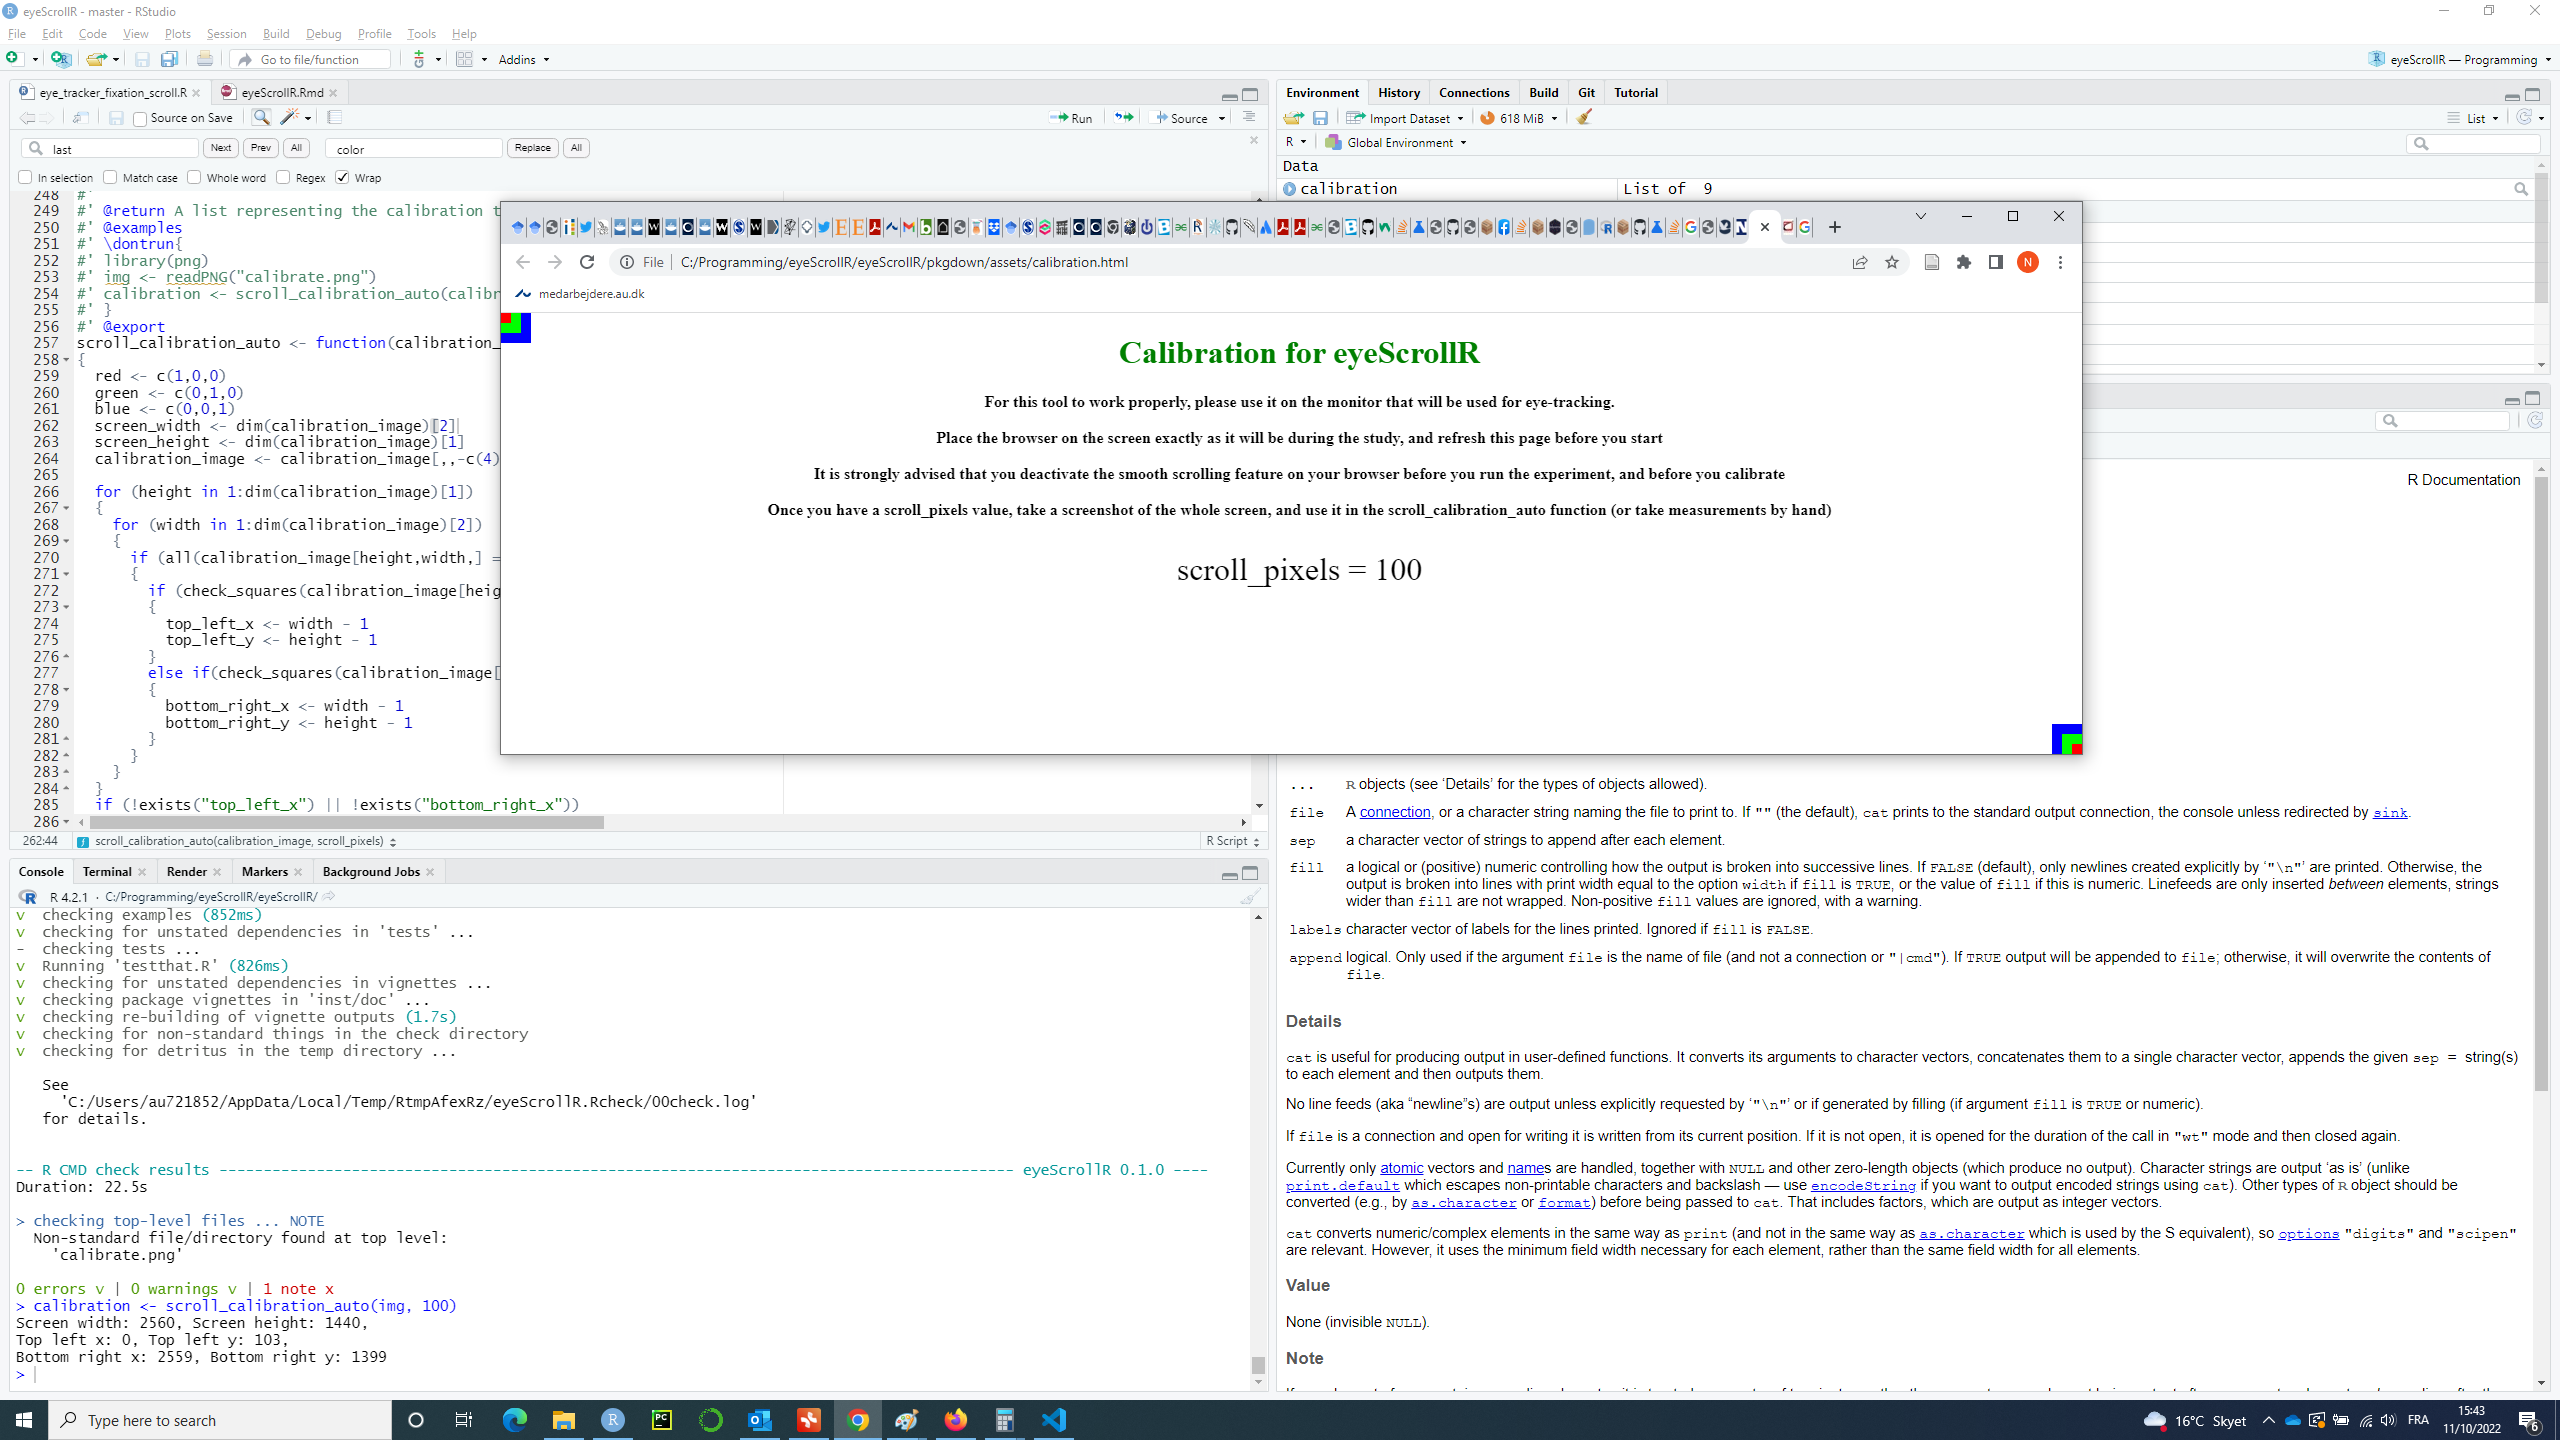 eyeScrollR - master - RStudio
File Edit Code View Plots Session Build Debug Profile Tools Help
Go to file/function
Addins
eyeScrollR — Programming
eye_tracker_fixation_scroll.R
eyeScrollR.Rmd
Source on Save
Run
Source
last
Next
Prev
All
color
Replace
All
In selection
Match case
Whole word
Regex
Wrap
248 #'
249 #' @return A list representing the calibration t
250 #' @examples
251 #' \dontrun{
252 #' library(png)
253 #' img <- readPNG("calibrate.png")
254 #' calibration <- scroll_calibration_auto(calibr
255 #' }
256 #' @export
257 scroll_calibration_auto <- function(calibration_
258 {
259 red <- c(1,0,0)
260 green <- c(0,1,0)
261 blue <- c(0,0,1)
262 screen_width <- dim(calibration_image)[2]
263 screen_height <- dim(calibration_image)[1]
264 calibration_image <- calibration_image[,,-c(4)
265
266 for (height in 1:dim(calibration_image)[1])
267 {
268 for (width in 1:dim(calibration_image)[2])
269 {
270 if (all(calibration_image[height,width,] =
271 {
272 if (check_squares(calibration_image[heig
273 {
274 top_left_x <- width - 1
275 top_left_y <- height - 1
276 }
277 else if(check_squares(calibration_image[
278 {
279 bottom_right_x <- width - 1
280 bottom_right_y <- height - 1
281 }
282 }
283 }
284 }
285 if (!exists("top_left_x") || !exists("bottom_right_x"))
286
262:44
scroll_calibration_auto(calibration_image, scroll_pixels)
R Script
Console
Terminal
Render
Markers
Background Jobs
R 4.2.1 · C:/Programming/eyeScrollR/eyeScrollR/
v checking examples (852ms)
v checking for unstated dependencies in 'tests' ...
- checking tests ...
v Running 'testthat.R' (826ms)
v checking for unstated dependencies in vignettes ...
v checking package vignettes in 'inst/doc' ...
v checking re-building of vignette outputs (1.7s)
v checking for non-standard things in the check directory
v checking for detritus in the temp directory ...
See
'C:/Users/au721852/AppData/Local/Temp/RtmpAfexRz/eyeScrollR.Rcheck/00check.log'
for details.
-- R CMD check results ---------------------------------------- eyeScrollR 0.1.0 ----
Duration: 22.5s
> checking top-level files ... NOTE
Non-standard file/directory found at top level:
'calibrate.png'
0 errors v | 0 warnings v | 1 note x
> calibration <- scroll_calibration_auto(img, 100)
Screen width: 2560, Screen height: 1440,
Top left x: 0, Top left y: 103,
Bottom right x: 2559, Bottom right y: 1399
>
Environment History Connections Build Git Tutorial
Import Dataset
618 MiB
List
R
Global Environment
Data
calibration
List of 9
File
C:/Programming/eyeScrollR/eyeScrollR/pkgdown/assets/calibration.html
N
medarbejdere.au.dk
Calibration for eyeScrollR
For this tool to work properly, please use it on the monitor that will be used for eye-tracking.
Place the browser on the screen exactly as it will be during the study, and refresh this page before you start
It is strongly advised that you deactivate the smooth scrolling feature on your browser before you run the experiment, and before you calibrate
Once you have a scroll_pixels value, take a screenshot of the whole screen, and use it in the scroll_calibration_auto function (or take measurements by hand)
scroll_pixels = 100
R Documentation
... R objects (see ‘Details’ for the types of objects allowed).
file A connection, or a character string naming the file to print to. If "" (the default), cat prints to the standard output connection, the console unless redirected by sink.
sep a character vector of strings to append after each element.
fill a logical or (positive) numeric controlling how the output is broken into successive lines. If FALSE (default), only newlines created explicitly by ‘"\n"’ are printed. Otherwise, the
output is broken into lines with print width equal to the option width if fill is TRUE, or the value of fill if this is numeric. Linefeeds are only inserted between elements, strings
wider than fill are not wrapped. Non-positive fill values are ignored, with a warning.
labels character vector of labels for the lines printed. Ignored if fill is FALSE.
append logical. Only used if the argument file is the name of file (and not a connection or "|cmd"). If TRUE output will be appended to file; otherwise, it will overwrite the contents of
file.
Details
cat is useful for producing output in user-defined functions. It converts its arguments to character vectors, concatenates them to a single character vector, appends the given sep = string(s)
to each element and then outputs them.
No line feeds (aka “newline”s) are output unless explicitly requested by ‘"\n"’ or if generated by filling (if argument fill is TRUE or numeric).
If file is a connection and open for writing it is written from its current position. If it is not open, it is opened for the duration of the call in "wt" mode and then closed again.
Currently only atomic vectors and names are handled, together with NULL and other zero-length objects (which produce no output). Character strings are output ‘as is’ (unlike
print.default which escapes non-printable characters and backslash — use encodeString if you want to output encoded strings using cat). Other types of R object should be
converted (e.g., by as.character or format) before being passed to cat. That includes factors, which are output as integer vectors.
cat converts numeric/complex elements in the same way as print (and not in the same way as as.character which is used by the S equivalent), so options "digits" and "scipen"
are relevant. However, it uses the minimum field width necessary for each element, rather than the same field width for all elements.
Value
None (invisible NULL).
Note
Type here to search
16°C Skyet
FRA
15:43
11/10/2022
6